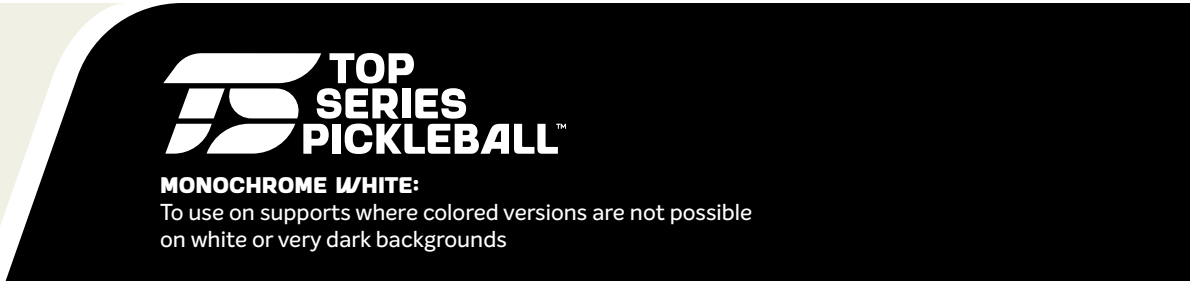 TOP
SERIES
PICKLEBALL™
MONOCHROME WHITE:
To use on supports where colored versions are not possible
on white or very dark backgrounds